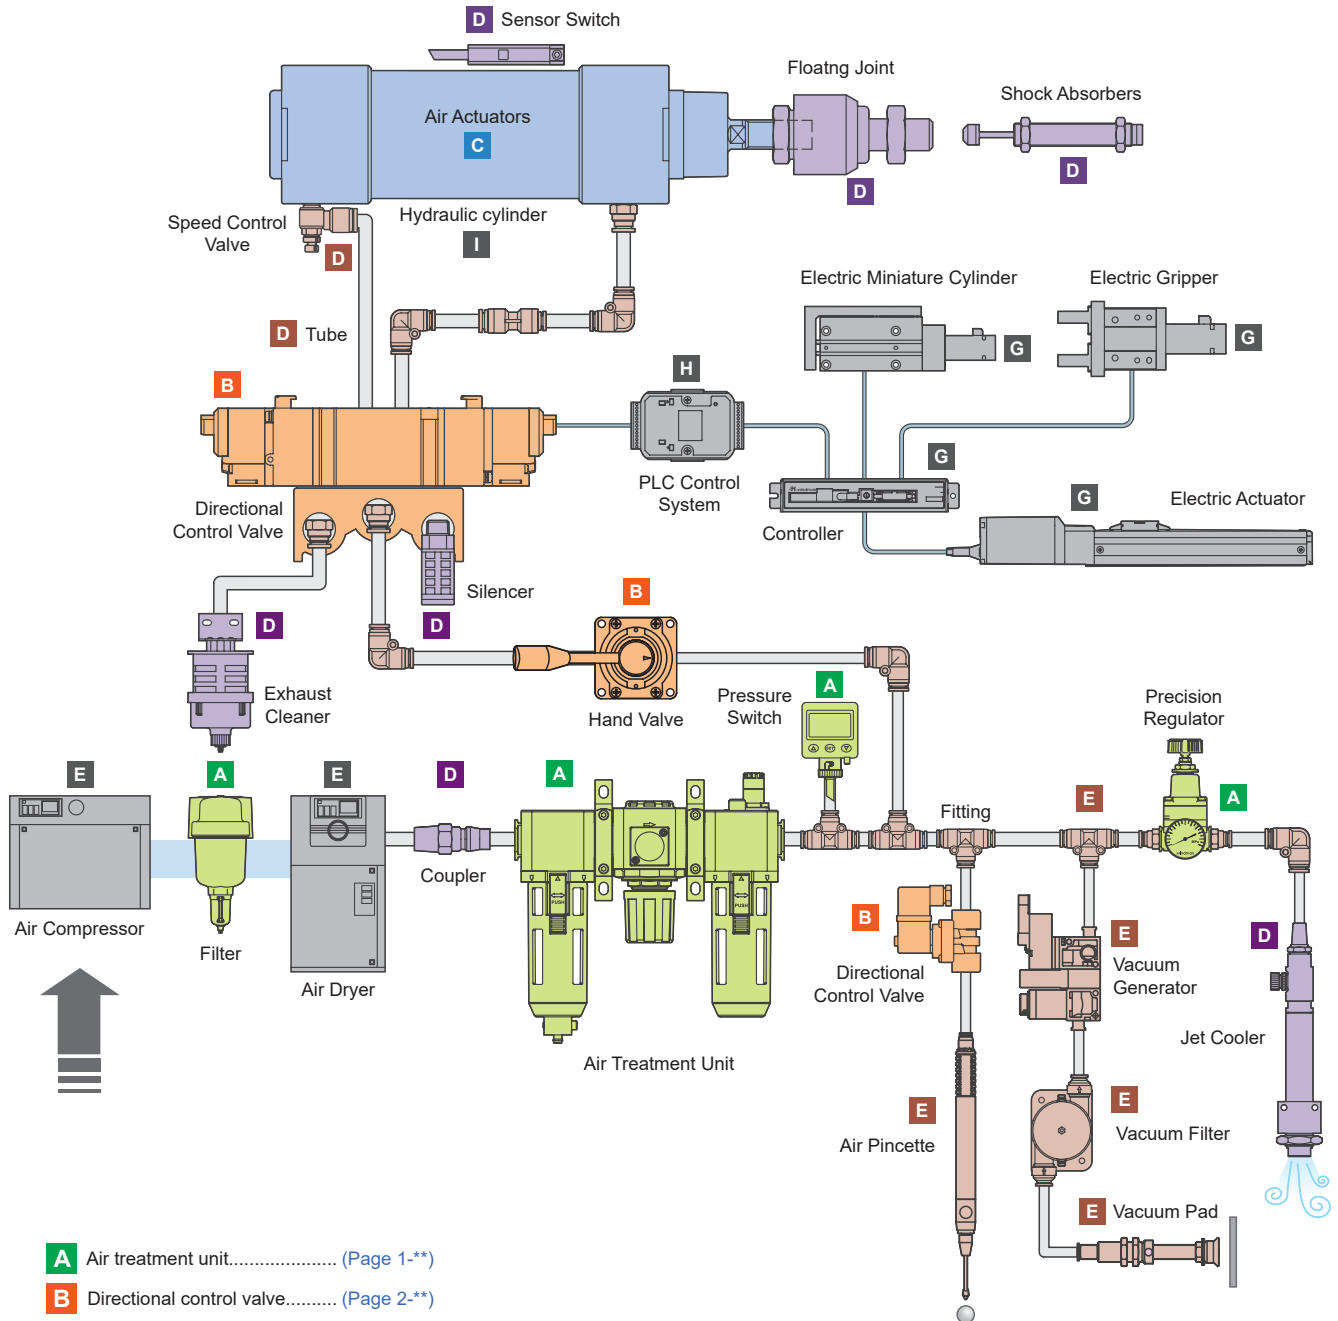 D Sensor Switch
Floatng Joint
Shock Absorbers
Air Actuators
C
D
D
Speed Control
Valve
Hydraulic cylinder
I
D
Electric Miniature Cylinder
Electric Gripper
D Tube
G
G
B
H
G
PLC Control
System
Directional
Control Valve
Controller
G
Electric Actuator
Silencer
B
D
D
Exhaust
Cleaner
Hand Valve
Pressure
Switch
A
SET
Precision
Regulator
E
A
E
D
A
Fitting
E
A
PUSH
PUSH
Coupler
Air Compressor
Filter
Air Dryer
B
Directional
Control Valve
E
Vacuum
Generator
D
Jet Cooler
Air Treatment Unit
E
Air Pincette
E
Vacuum Filter
E Vacuum Pad
A Air treatment unit..................... (Page 1-**)
B Directional control valve.......... (Page 2-**)